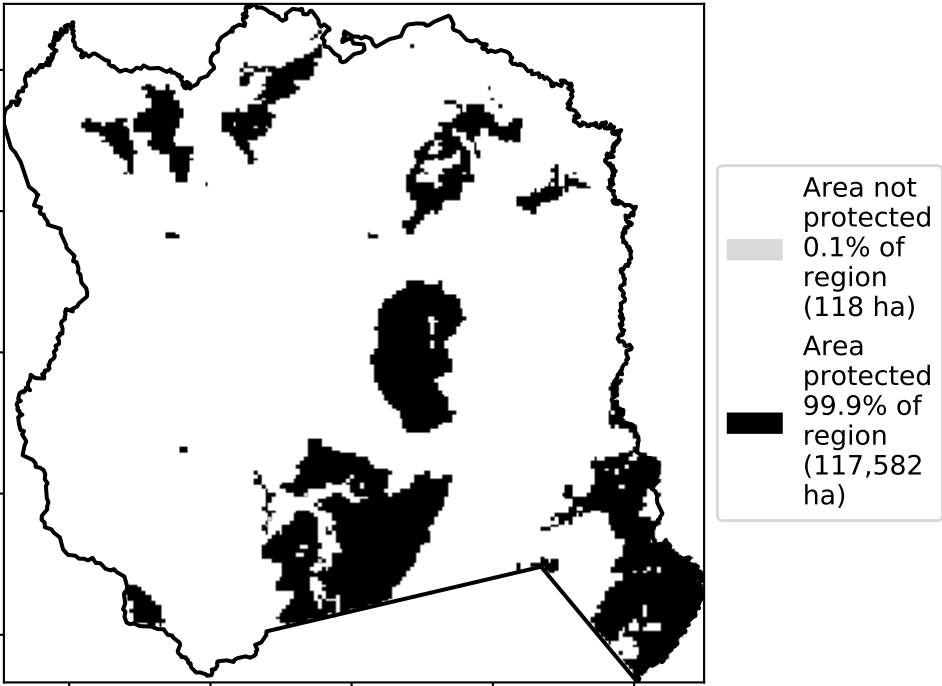 Area not
protected
0.1% of
region
(118 ha)
Area
protected
99.9% of
region
(117,582
ha)